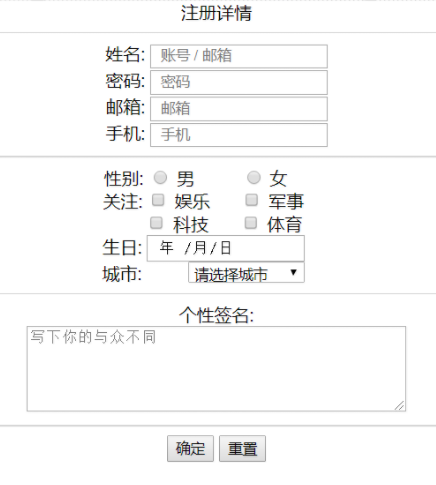 注册详情
姓名: 账号 / 邮箱
密码: 密码
邮箱: 邮箱
手机: 手机
性别: 男 女
关注: 娱乐 军事
科技 体育
生日: 年 /月/日
城市: 请选择城市
个性签名:
写下你的与众不同
确定 重置